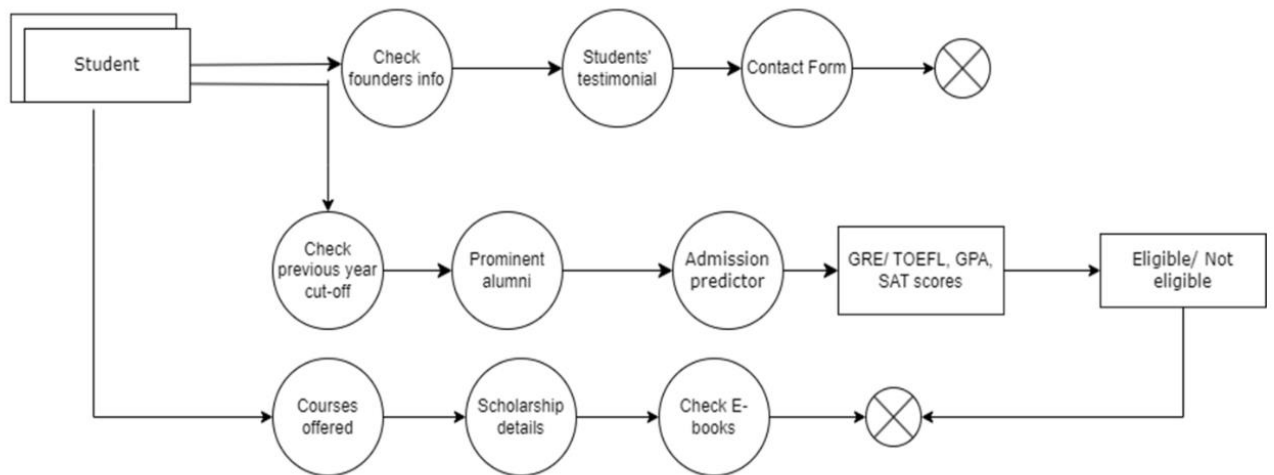 Student
Check
founders info
Students'
testimonial
Contact Form
Check
previous year
cut-off
Prominent
alumni
Admission
predictor
GRE/ TOEFL, GPA,
SAT scores
Eligible/ Not
eligible
Courses
offered
Scholarship
details
Check E-
books